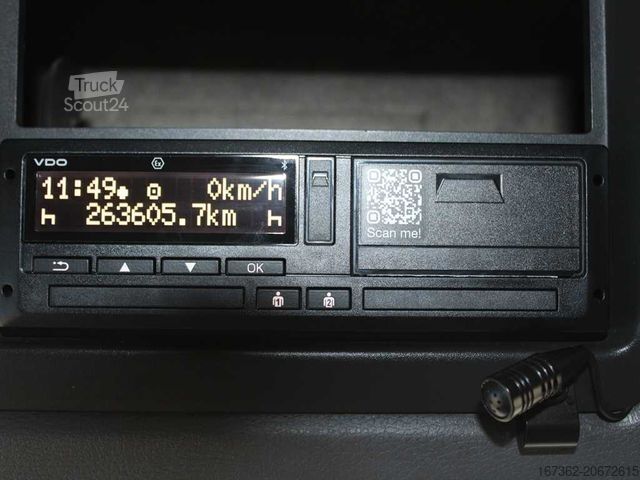 Truck
Scout24
VDO
Ex
11:49 0km/h
263605.7km
Scan me!
OK
1
2
167362-20672615